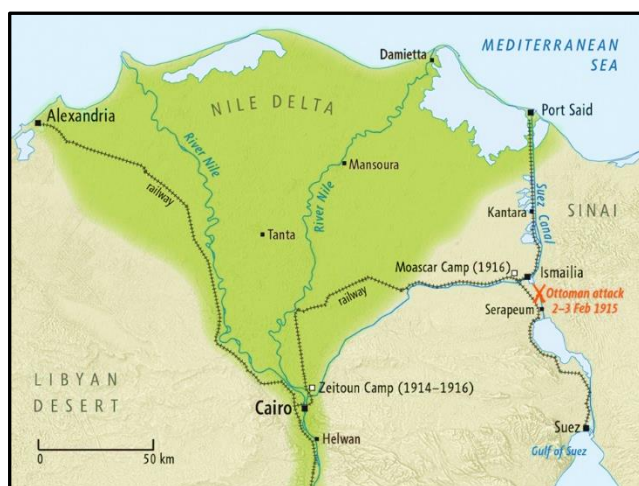 MEDITERRANEAN
SEA
Damietta
Alexandria
NILE DELTA
Port Said
River Nile
River Nile
Mansoura
railway
Suez Canal
Kantara
SINAI
Tanta
Moascar Camp (1916)
Ismailia
railway
Ottoman attack
2–3 Feb 1915
Serapeum
LIBYAN
DESERT
Zeitoun Camp (1914–1916)
Cairo
Helwan
Suez
0 50 km
Gulf of Suez